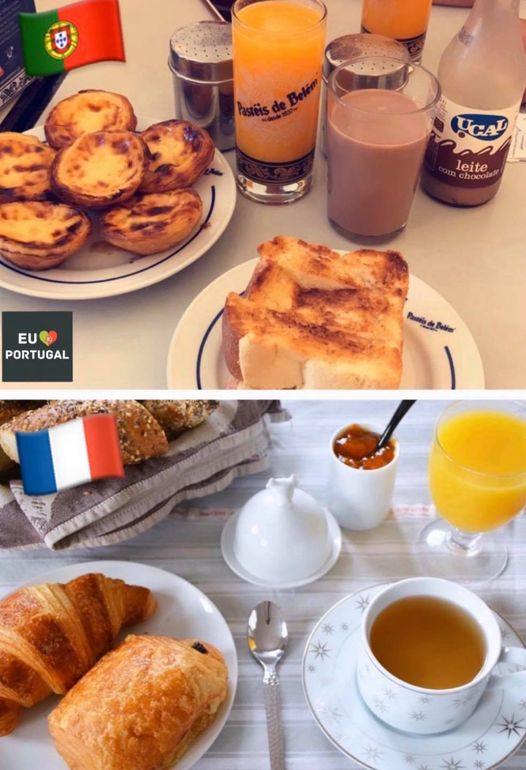 Pastéis de Belém
desde 1837
UCAL
leite
com chocolate
Pastéis de Belém
EU
PORTUGAL